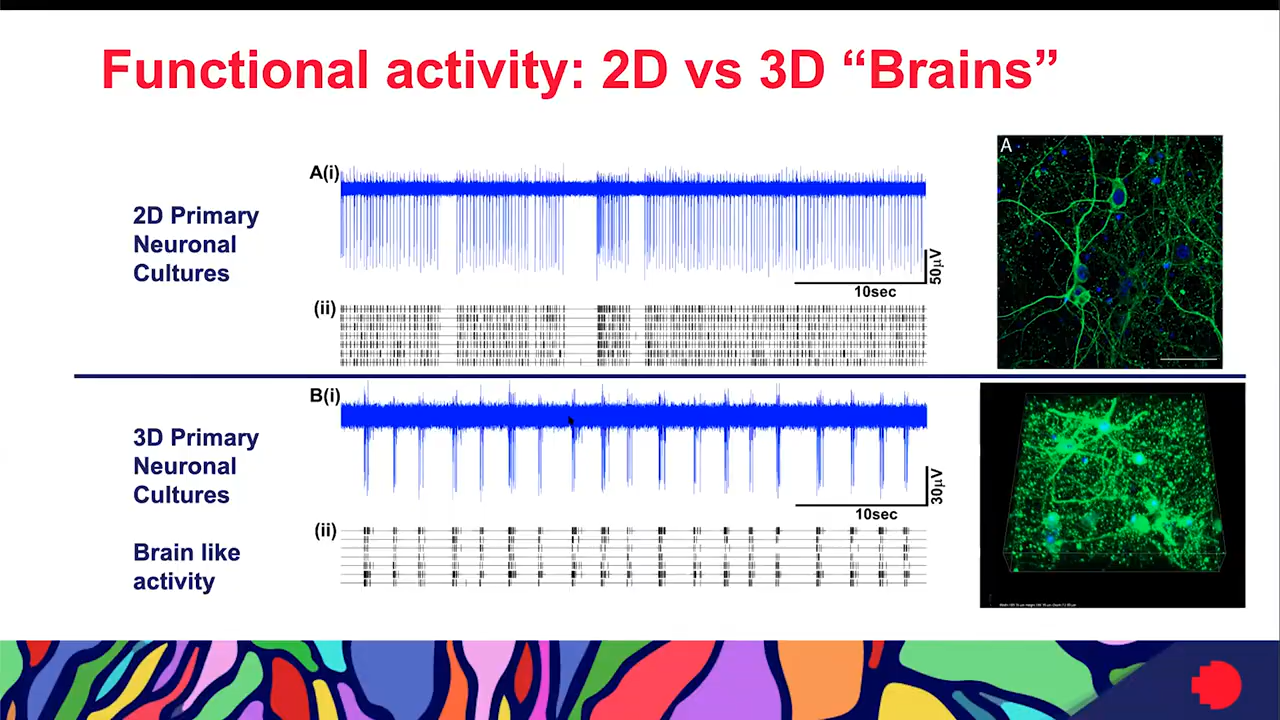 Functional activity: 2D vs 3D “Brains”
A(i)
2D Primary
Neuronal
Cultures
50µV
10sec
(ii)
A
B(i)
3D Primary
Neuronal
Cultures
30µV
10sec
(ii)
Brain like
activity